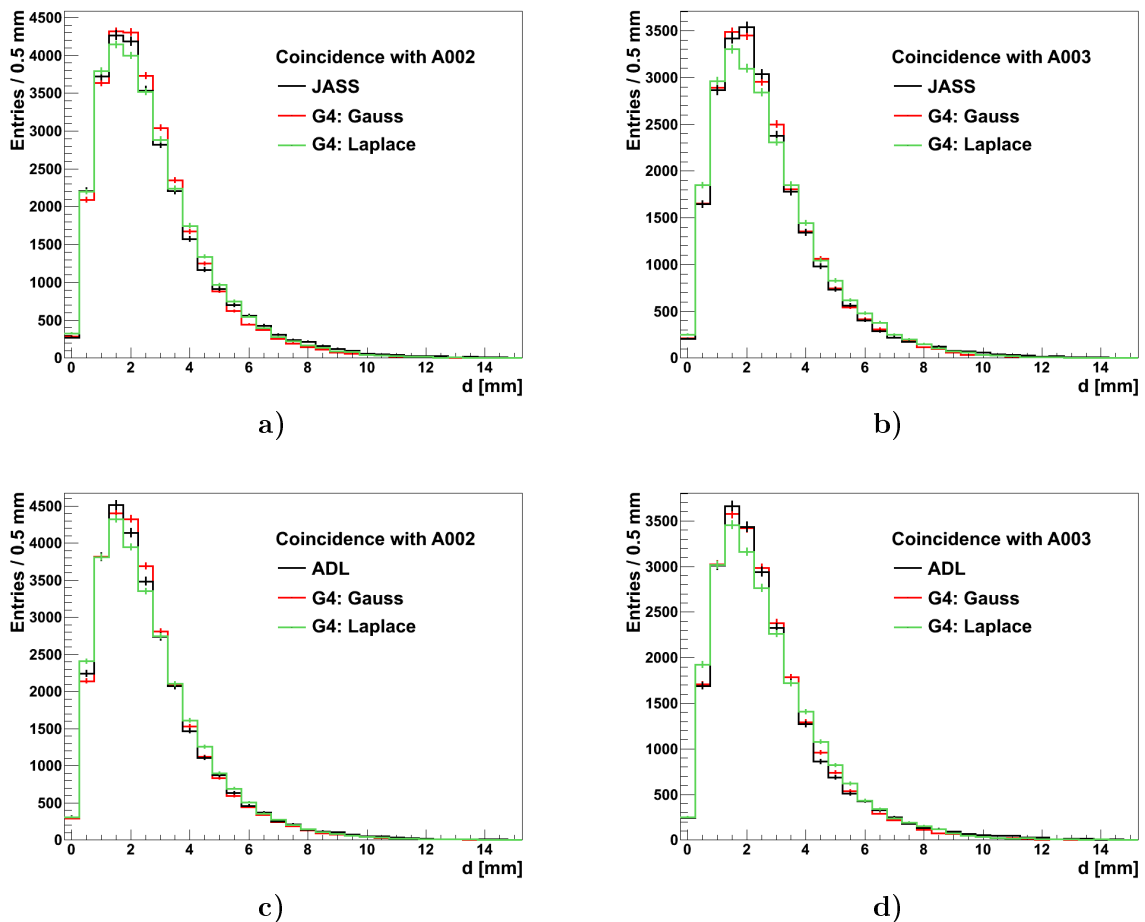 Entries / 0.5 mm
4500
4000
3500
3000
2500
2000
1500
1000
500
0
Coincidence with A002
JASS
G4: Gauss
G4: Laplace
0 2 4 6 8 10 12 14
d [mm]
a)
Entries / 0.5 mm
3500
3000
2500
2000
1500
1000
500
0
Coincidence with A003
JASS
G4: Gauss
G4: Laplace
0 2 4 6 8 10 12 14
d [mm]
b)
Entries / 0.5 mm
4500
4000
3500
3000
2500
2000
1500
1000
500
0
Coincidence with A002
ADL
G4: Gauss
G4: Laplace
0 2 4 6 8 10 12 14
d [mm]
c)
Entries / 0.5 mm
3500
3000
2500
2000
1500
1000
500
0
Coincidence with A003
ADL
G4: Gauss
G4: Laplace
0 2 4 6 8 10 12 14
d [mm]
d)